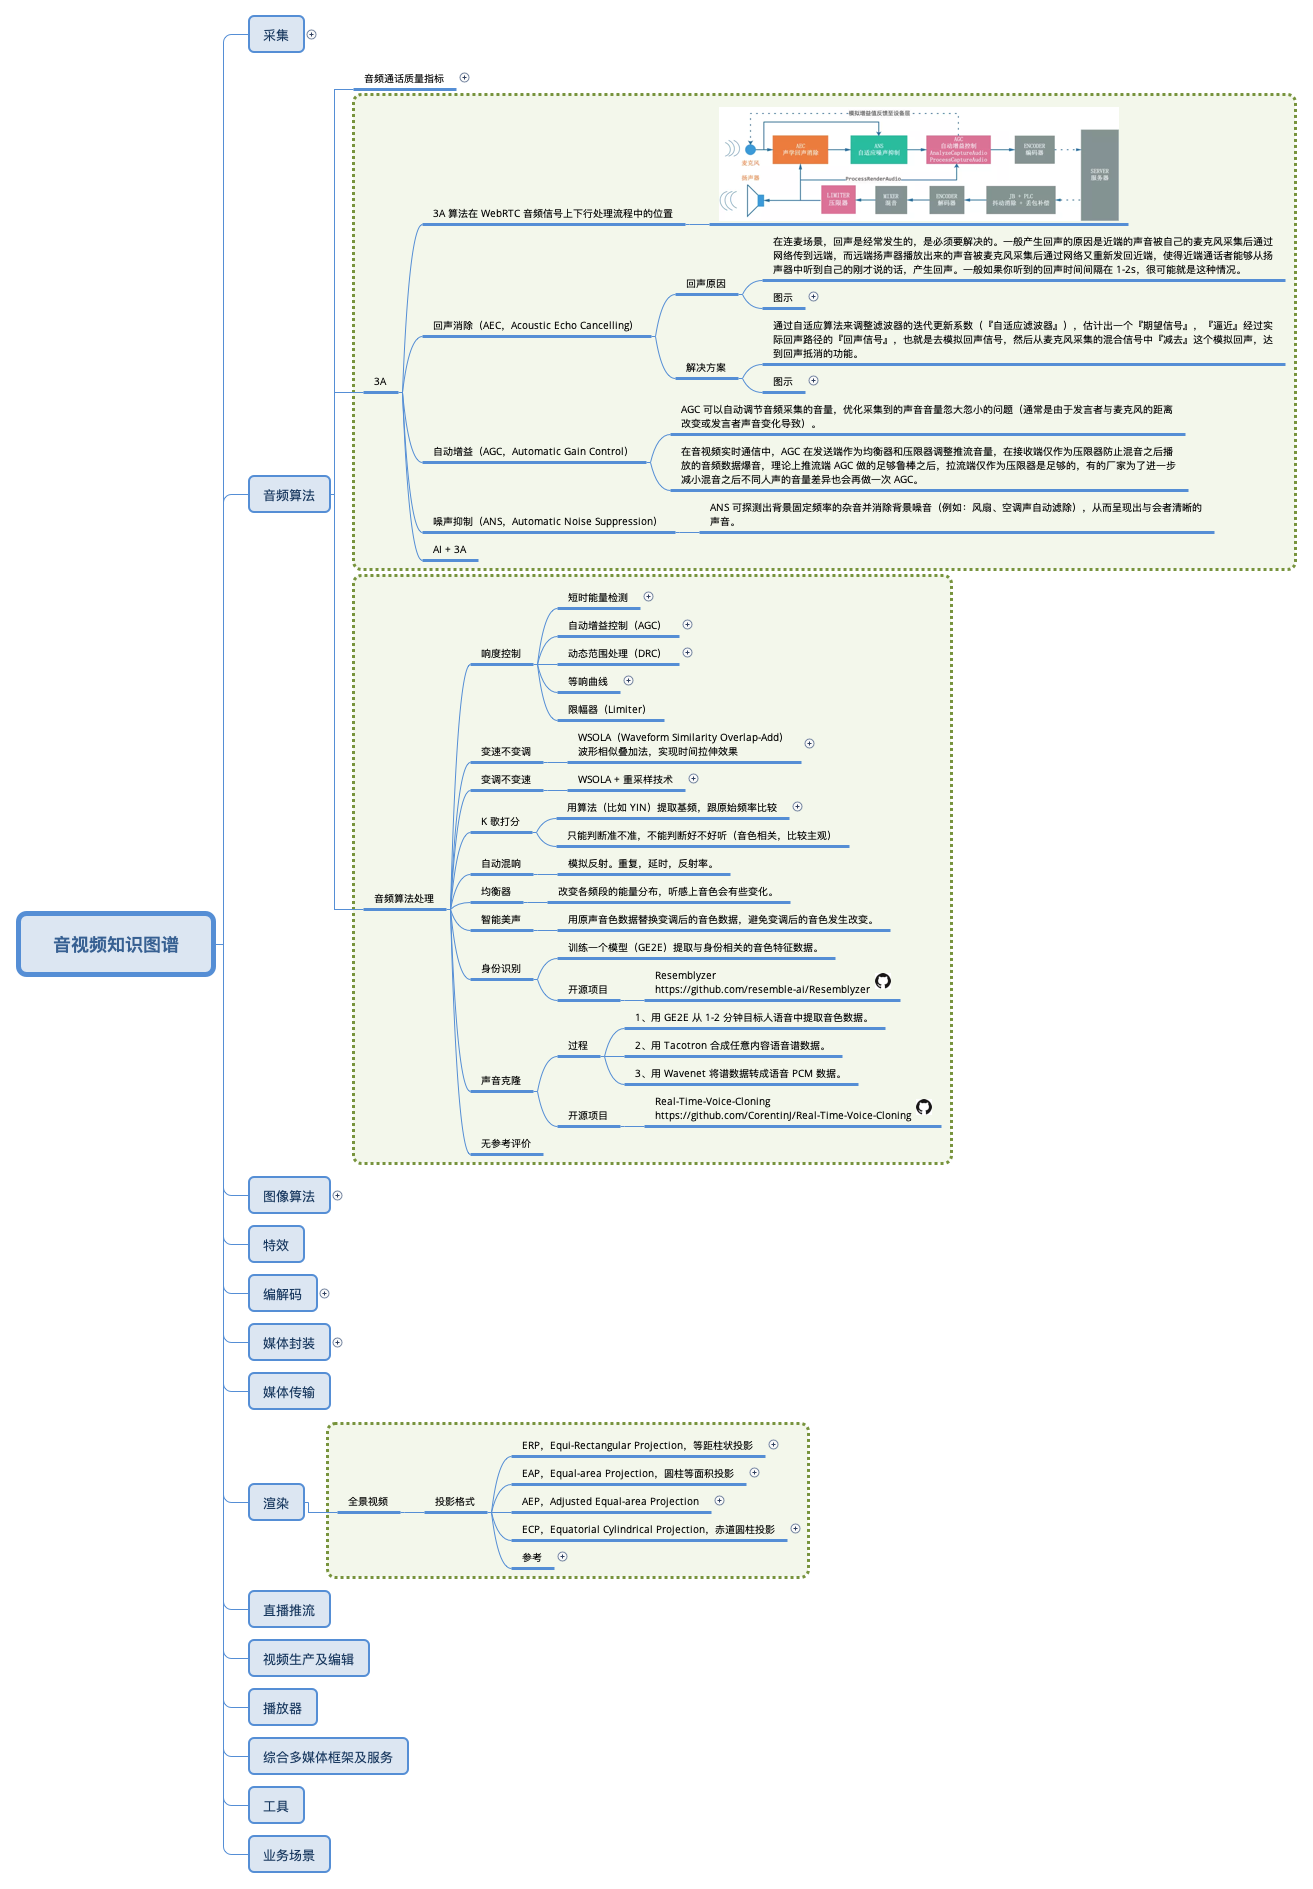 音视频知识图谱
采集
音频算法
音频通话质量指标
3A
3A 算法在 WebRTC 音频信号上下行处理流程中的位置
模拟增益值反馈至设备层
麦克风
AEC
声学回声消除
ANS
自适应噪声抑制
AGC
自动增益控制
AnalyzeCaptureAudio
ProcessCaptureAudio
ENCODER
编码器
SERVER
服务器
扬声器
ProcessRenderAudio
LIMITER
压限器
MIXER
混音
ENCODER
解码器
JB + PLC
抖动消除 + 丢包补偿
回声消除（AEC，Acoustic Echo Cancelling）
回声原因
在连麦场景，回声是经常发生的，是必须要解决的。一般产生回声的原因是近端的声音被自己的麦克风采集后通过
网络传到远端，而远端扬声器播放出来的声音被麦克风采集后通过网络又重新发回近端，使得近端通话者能够从扬
声器中听到自己的刚才说的话，产生回声。一般如果你听到的回声时间间隔在 1-2s，很可能就是这种情况。
图示
解决方案
通过自适应算法来调整滤波器的迭代更新系数（『自适应滤波器』），估计出一个『期望信号』，『逼近』经过实
际回声路径的『回声信号』，也就是去模拟回声信号，然后从麦克风采集的混合信号中『减去』这个模拟回声，达
到回声抵消的功能。
图示
自动增益（AGC，Automatic Gain Control）
AGC 可以自动调节音频采集的音量，优化采集到的声音音量忽大忽小的问题（通常是由于发言者与麦克风的距离
改变或发言者声音变化导致）。
在音视频实时通信中，AGC 在发送端作为均衡器和压限器调整推流音量，在接收端仅作为压限器防止混音之后播
放的音频数据爆音，理论上推流端 AGC 做的足够鲁棒之后，拉流端仅作为压限器是足够的，有的厂家为了进一步
减小混音之后不同人声的音量差异也会再做一次 AGC。
噪声抑制（ANS，Automatic Noise Suppression）
ANS 可探测出背景固定频率的杂音并消除背景噪音（例如：风扇、空调声自动滤除），从而呈现出与会者清晰的
声音。
AI + 3A
音频算法处理
响度控制
短时能量检测
自动增益控制（AGC）
动态范围处理（DRC）
等响曲线
限幅器（Limiter）
变速不变调
WSOLA（Waveform Similarity Overlap-Add）
波形相似叠加法，实现时间拉伸效果
变调不变速
WSOLA + 重采样技术
K 歌打分
用算法（比如 YIN）提取基频，跟原始频率比较
只能判断准不准，不能判断好不好听（音色相关，比较主观）
自动混响
模拟反射。重复，延时，反射率。
均衡器
改变各频段的能量分布，听感上音色会有些变化。
智能美声
用原声音色数据替换变调后的音色数据，避免变调后的音色发生改变。
身份识别
训练一个模型（GE2E）提取与身份相关的音色特征数据。
开源项目
Resemblyzer
https://github.com/resemble-ai/Resemblyzer
声音克隆
过程
1、用 GE2E 从 1-2 分钟目标人语音中提取音色数据。
2、用 Tacotron 合成任意内容语音谱数据。
3、用 Wavenet 将谱数据转成语音 PCM 数据。
开源项目
Real-Time-Voice-Cloning
https://github.com/CorentinJ/Real-Time-Voice-Cloning
无参考评价
图像算法
特效
编解码
媒体封装
媒体传输
渲染
全景视频
投影格式
ERP，Equi-Rectangular Projection，等距柱状投影
EAP，Equal-area Projection，圆柱等面积投影
AEP，Adjusted Equal-area Projection
ECP，Equatorial Cylindrical Projection，赤道圆柱投影
参考
直播推流
视频生产及编辑
播放器
综合多媒体框架及服务
工具
业务场景